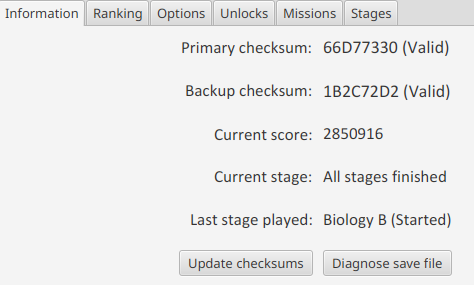 Information Ranking Options Unlocks Missions Stages
Primary checksum: 66D77330 (Valid)
Backup checksum: 1B2C72D2 (Valid)
Current score: 2850916
Current stage: All stages finished
Last stage played: Biology B (Started)
Update checksums Diagnose save file